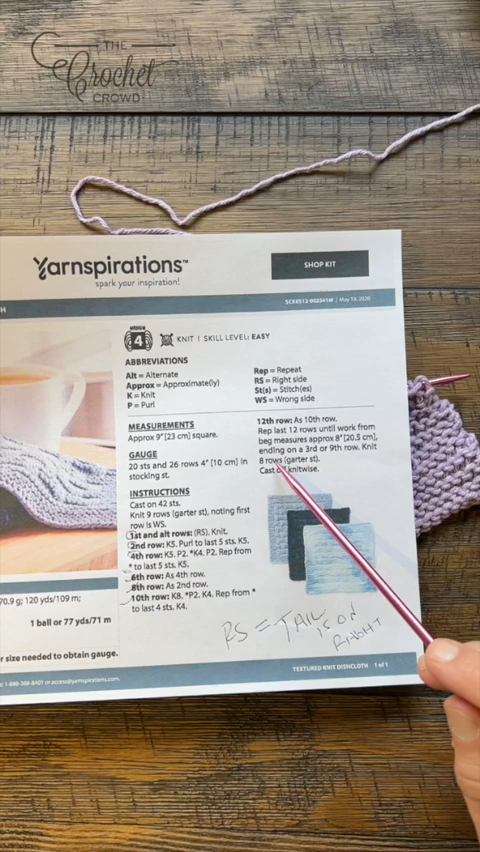 THE
Crochet
CROWD
Yarnspirations™
spark your inspiration!
SHOP KIT
H
SCK0512-002541M | May 19, 2020
MEDIUM
4
KNIT | SKILL LEVEL: EASY
ABBREVIATIONS
Alt = Alternate
Approx = Approximate(ly)
K = Knit
P = Purl
Rep = Repeat
RS = Right side
St(s) = Stitch(es)
WS = Wrong side
MEASUREMENTS
Approx 9" [23 cm] square.
GAUGE
20 sts and 26 rows 4" [10 cm] in
stocking st.
INSTRUCTIONS
Cast on 42 sts.
Knit 9 rows (garter st), noting first
row is WS.
1st and alt rows: (RS). Knit.
2nd row: K5. Purl to last 5 sts. K5.
4th row: K5. P2. *K4. P2. Rep from
* to last 5 sts. K5.
6th row: As 4th row.
8th row: As 2nd row.
10th row: K8. *P2. K4. Rep from *
to last 4 sts. K4.
12th row: As 10th row.
Rep last 12 rows until work from
beg measures approx 8" [20.5 cm],
ending on a 3rd or 9th row. Knit
8 rows (garter st).
Cast off knitwise.
70.9 g; 120 yds/109 m;
1 ball or 77 yds/71 m
r size needed to obtain gauge.
RS = TAIL
IS ON
RIGHT
or access@yarnspirations.com
TEXTURED KNIT DISHCLOTH 1 of 1